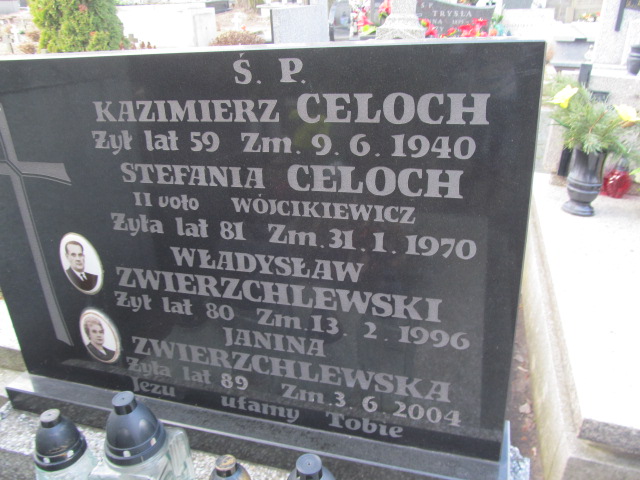 Ś. P.
KAZIMIERZ CELOCH
Żył lat 59 Zm. 9. 6. 1940
STEFANIA CELOCH
II voto WÓJCIKIEWICZ
Żyła lat 81 Zm. 31. 1. 1970
WŁADYSŁAW
ZWIERZCHLEWSKI
Żył lat 80 Zm. 13. 2. 1996
JANINA
ZWIERZCHLEWSKA
Żyła lat 89 Zm. 3. 6. 2004
Jezu ufamy Tobie
TRYSŁA